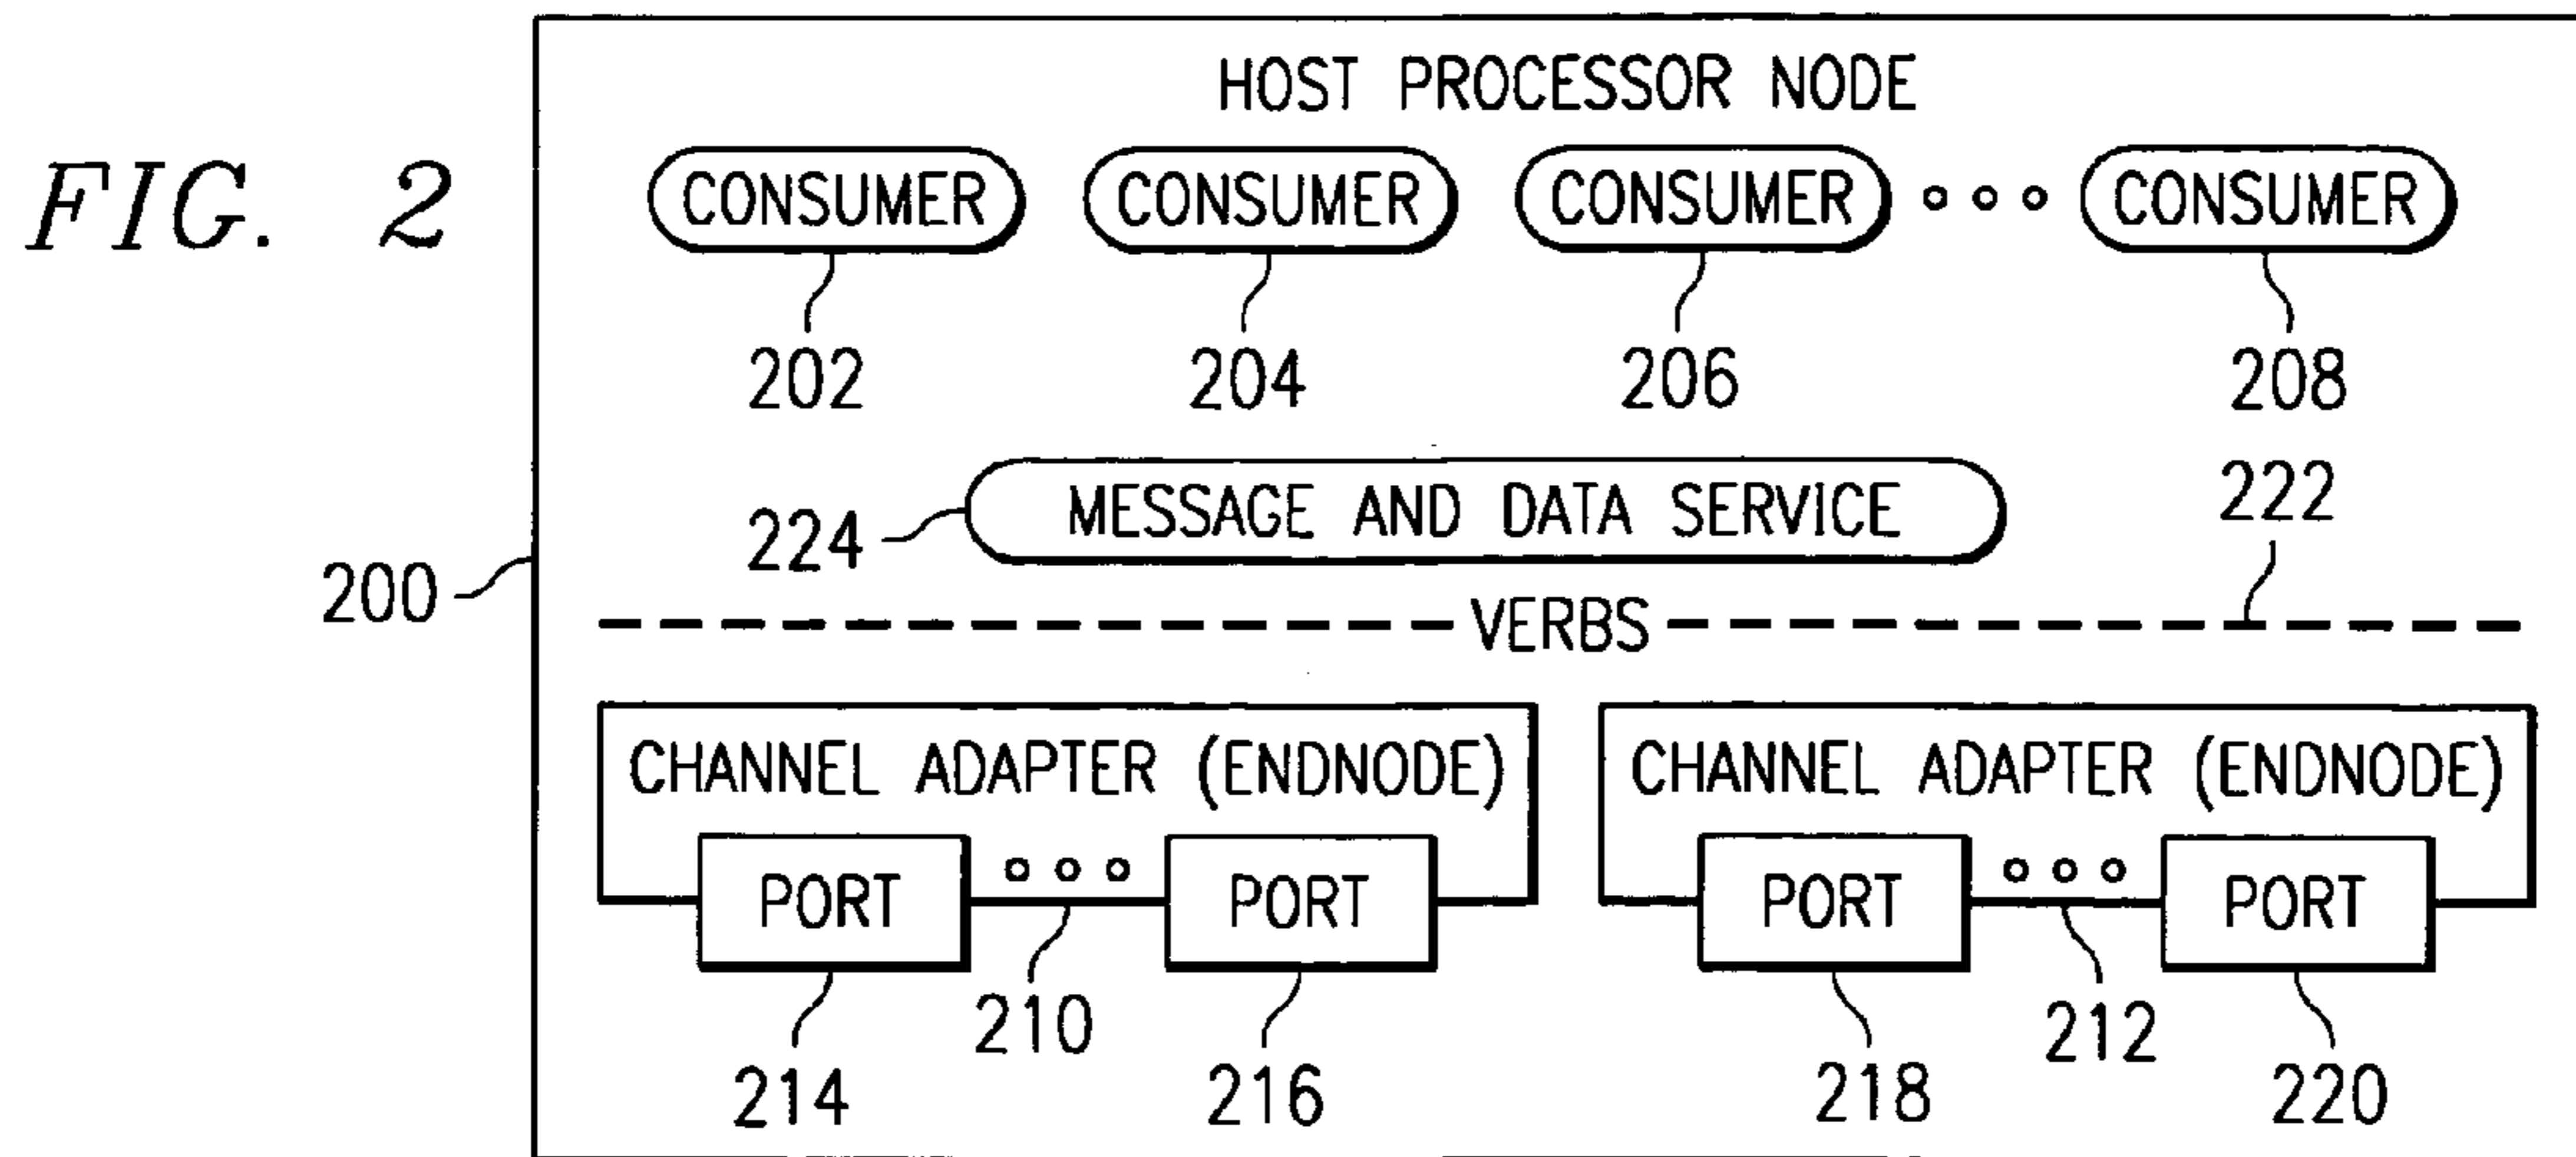 FIG. 2
HOST PROCESSOR NODE
CONSUMER CONSUMER CONSUMER CONSUMER
202 204 206 208
MESSAGE AND DATA SERVICE
224
222
200
VERBS
CHANNEL ADAPTER (ENDNODE) CHANNEL ADAPTER (ENDNODE)
PORT PORT PORT PORT
210 212
214 216 218 220